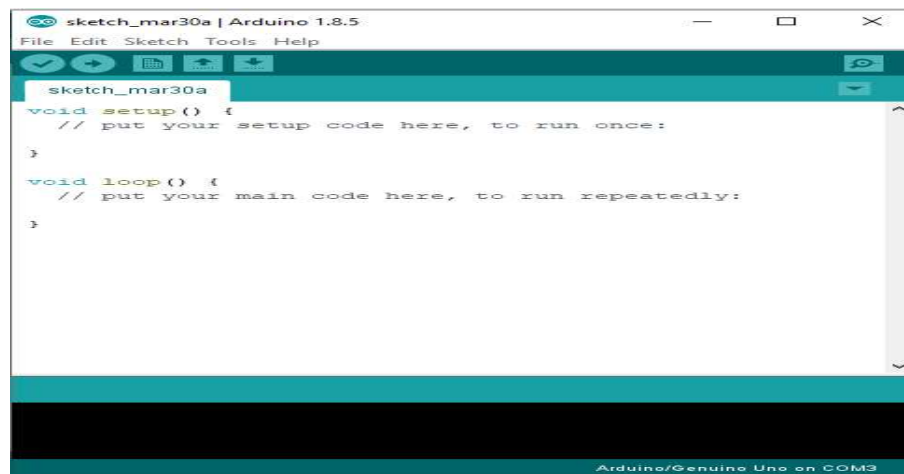 sketch_mar30a | Arduino 1.8.5
File Edit Sketch Tools Help
sketch_mar30a
void setup() {
  // put your setup code here, to run once:
}
void loop() {
  // put your main code here, to run repeatedly:
}
Arduino/Genuino Uno on COM3